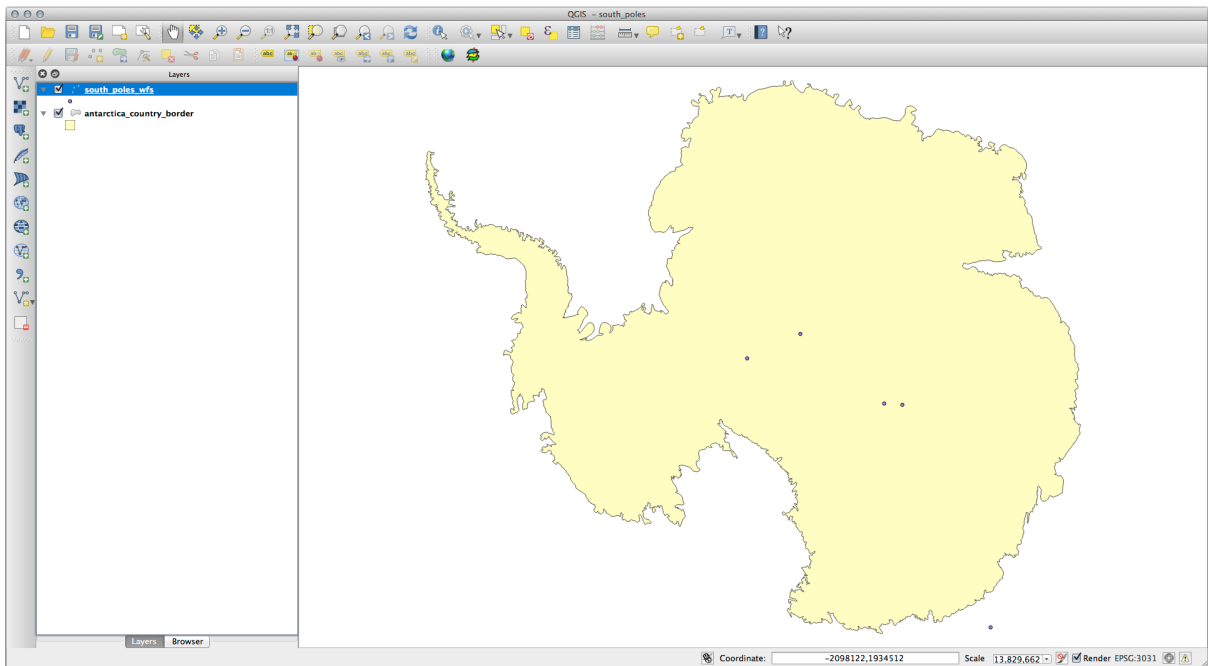 QGIS - south_poles
Layers
south_poles_wfs
antarctica_country_border
Layers Browser
Coordinate: -2098122,1934512 Scale 13,829,662 Render EPSG:3031